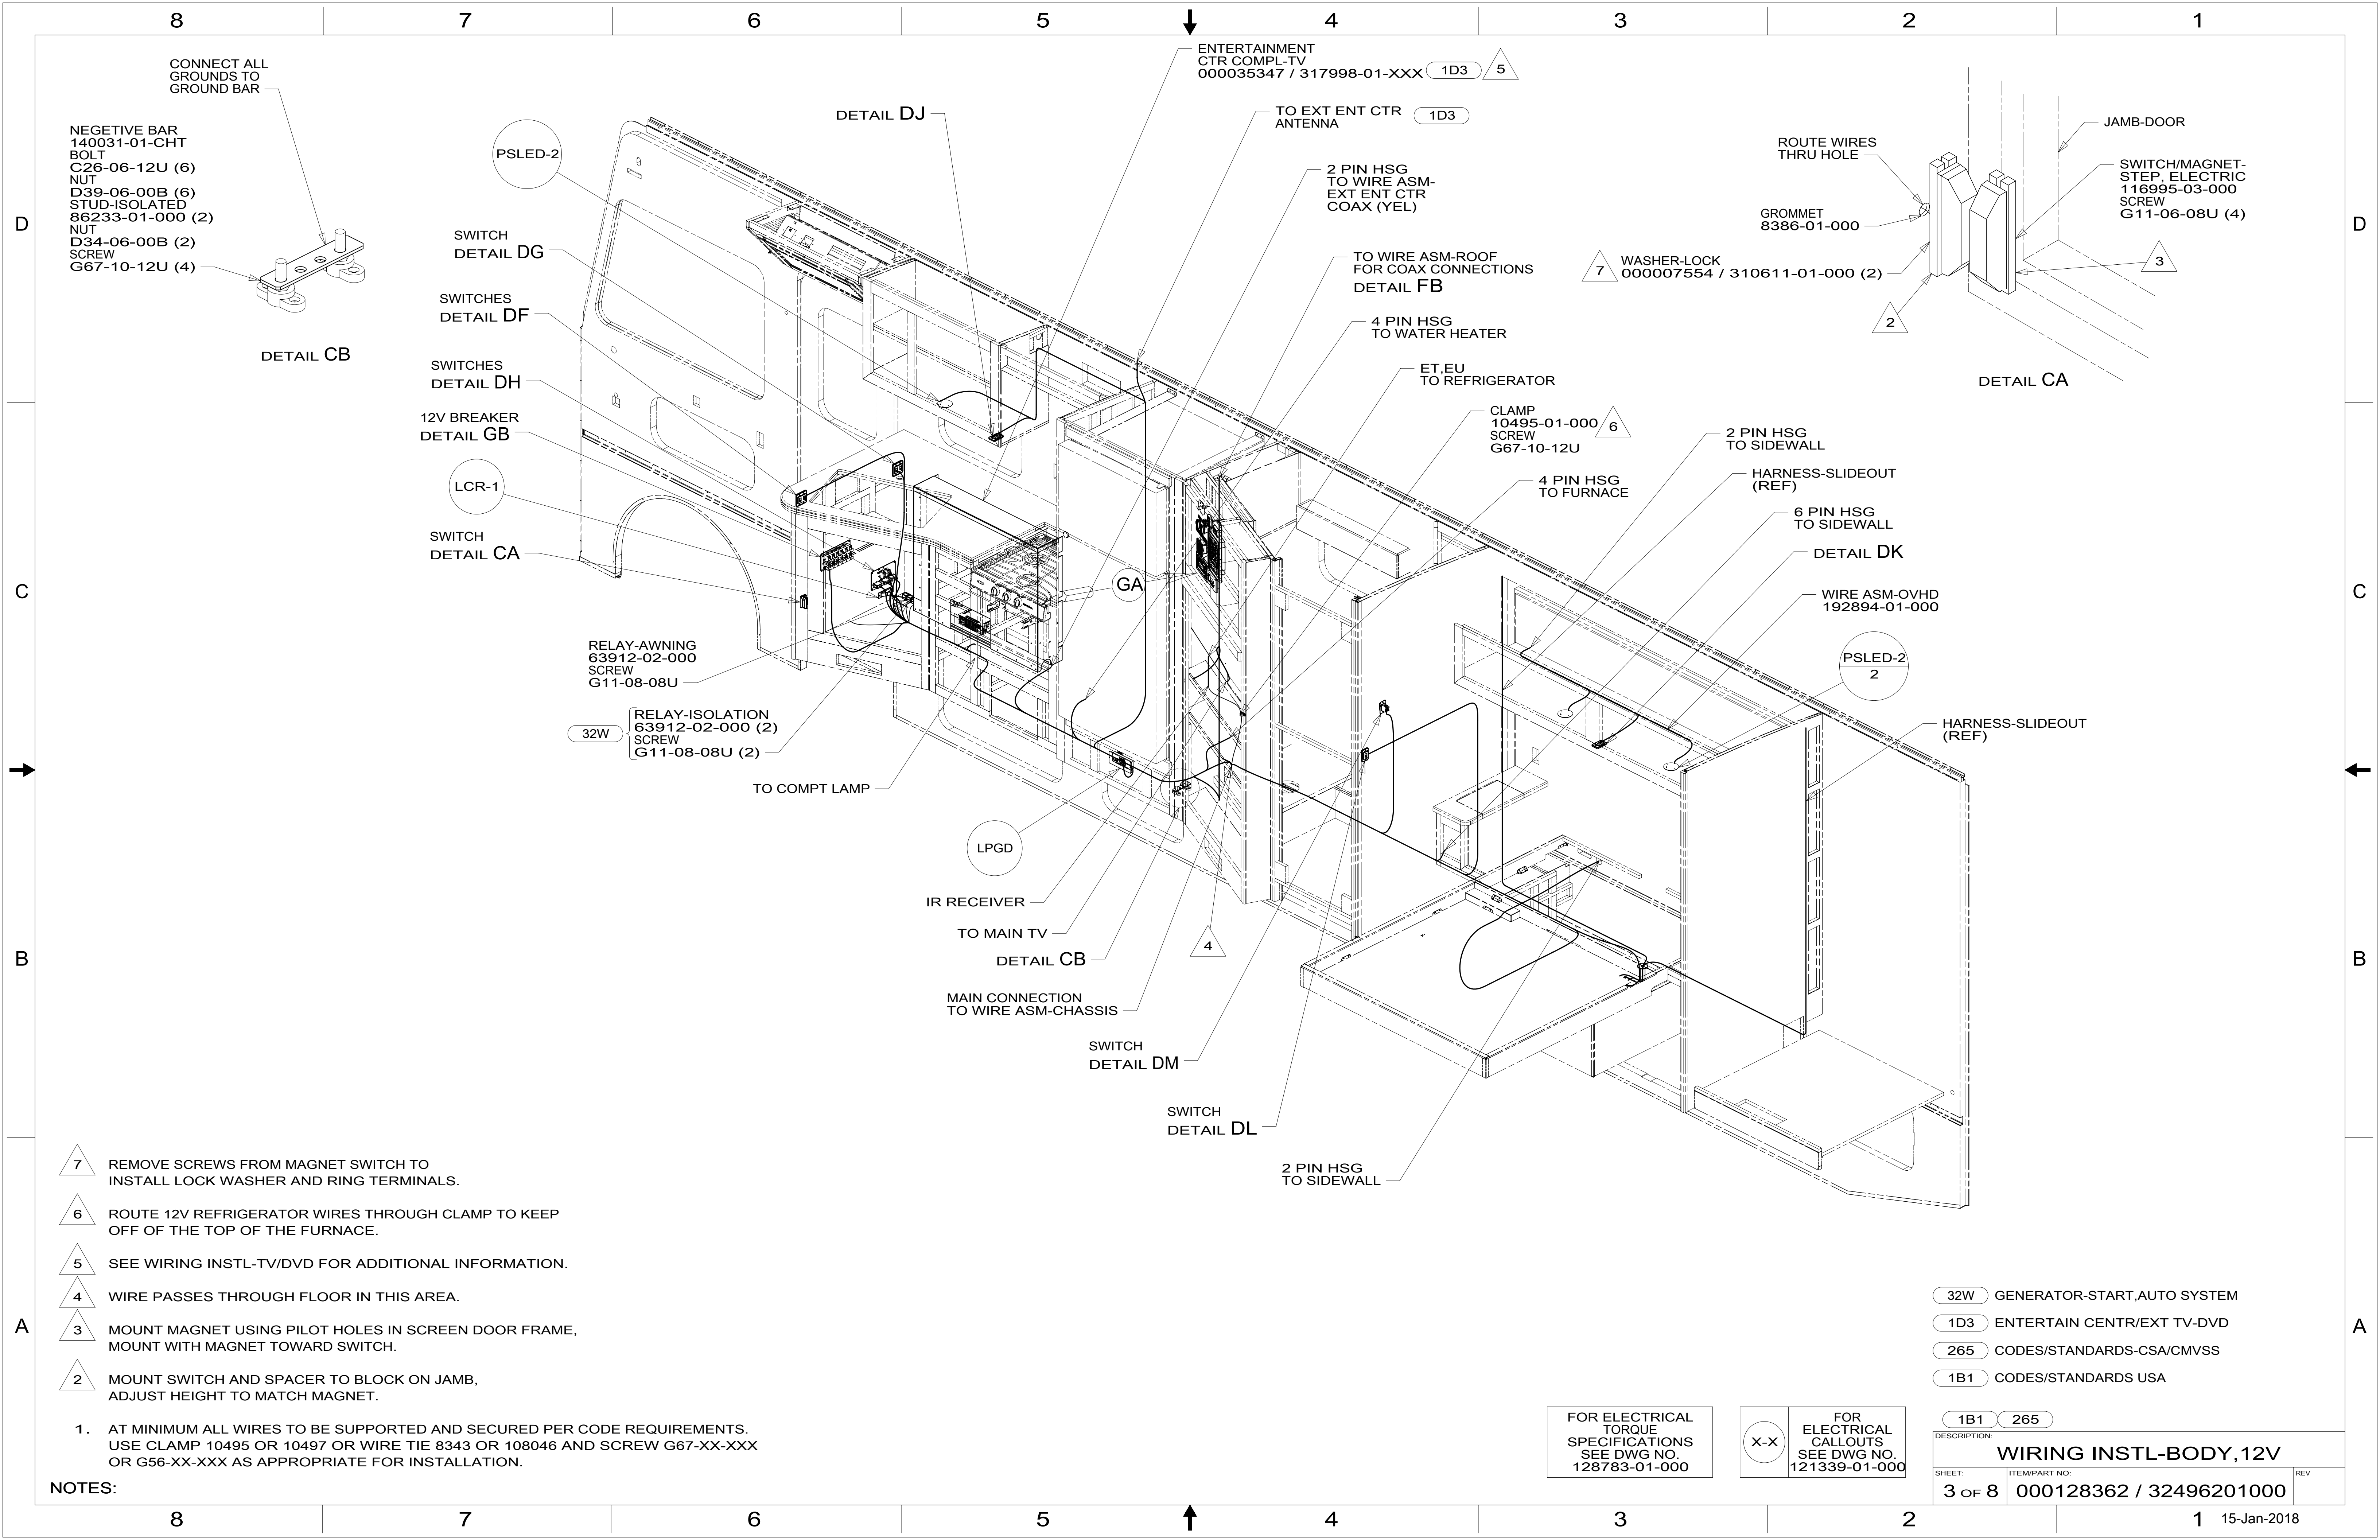 8 7 6 5 4 3 2 1
D
C
B
A
D
C
B
A
CONNECT ALL
GROUNDS TO
GROUND BAR
NEGETIVE BAR
140031-01-CHT
BOLT
C26-06-12U (6)
NUT
D39-06-00B (6)
STUD-ISOLATED
86233-01-000 (2)
NUT
D34-06-00B (2)
SCREW
G67-10-12U (4)
DETAIL CB
PSLED-2
SWITCH
DETAIL DG
SWITCHES
DETAIL DF
SWITCHES
DETAIL DH
12V BREAKER
DETAIL GB
LCR-1
SWITCH
DETAIL CA
RELAY-AWNING
63912-02-000
SCREW
G11-08-08U
32W
RELAY-ISOLATION
63912-02-000 (2)
SCREW
G11-08-08U (2)
TO COMPT LAMP
LPGD
IR RECEIVER
TO MAIN TV
DETAIL CB
MAIN CONNECTION
TO WIRE ASM-CHASSIS
SWITCH
DETAIL DM
SWITCH
DETAIL DL
2 PIN HSG
TO SIDEWALL
4
GA
DETAIL DJ
ENTERTAINMENT
CTR COMPL-TV
000035347 / 317998-01-XXX 1D3 5
TO EXT ENT CTR 1D3
ANTENNA
2 PIN HSG
TO WIRE ASM-
EXT ENT CTR
COAX (YEL)
TO WIRE ASM-ROOF
FOR COAX CONNECTIONS
DETAIL FB
4 PIN HSG
TO WATER HEATER
ET,EU
TO REFRIGERATOR
CLAMP
10495-01-000 6
SCREW
G67-10-12U
4 PIN HSG
TO FURNACE
2 PIN HSG
TO SIDEWALL
HARNESS-SLIDEOUT
(REF)
6 PIN HSG
TO SIDEWALL
DETAIL DK
WIRE ASM-OVHD
192894-01-000
PSLED-2
2
HARNESS-SLIDEOUT
(REF)
JAMB-DOOR
ROUTE WIRES
THRU HOLE
SWITCH/MAGNET-
STEP, ELECTRIC
116995-03-000
SCREW
G11-06-08U (4)
GROMMET
8386-01-000
7 WASHER-LOCK
000007554 / 310611-01-000 (2)
3
2
DETAIL CA
7 REMOVE SCREWS FROM MAGNET SWITCH TO
INSTALL LOCK WASHER AND RING TERMINALS.
6 ROUTE 12V REFRIGERATOR WIRES THROUGH CLAMP TO KEEP
OFF OF THE TOP OF THE FURNACE.
5 SEE WIRING INSTL-TV/DVD FOR ADDITIONAL INFORMATION.
4 WIRE PASSES THROUGH FLOOR IN THIS AREA.
3 MOUNT MAGNET USING PILOT HOLES IN SCREEN DOOR FRAME,
MOUNT WITH MAGNET TOWARD SWITCH.
2 MOUNT SWITCH AND SPACER TO BLOCK ON JAMB,
ADJUST HEIGHT TO MATCH MAGNET.
1. AT MINIMUM ALL WIRES TO BE SUPPORTED AND SECURED PER CODE REQUIREMENTS.
USE CLAMP 10495 OR 10497 OR WIRE TIE 8343 OR 108046 AND SCREW G67-XX-XXX
OR G56-XX-XXX AS APPROPRIATE FOR INSTALLATION.
NOTES:
32W GENERATOR-START,AUTO SYSTEM
1D3 ENTERTAIN CENTR/EXT TV-DVD
265 CODES/STANDARDS-CSA/CMVSS
1B1 CODES/STANDARDS USA
1B1 265
FOR ELECTRICAL
TORQUE
SPECIFICATIONS
SEE DWG NO.
128783-01-000
X-X
FOR
ELECTRICAL
CALLOUTS
SEE DWG NO.
121339-01-000
DESCRIPTION:
WIRING INSTL-BODY,12V
SHEET:
3 OF 8
ITEM/PART NO:
000128362 / 32496201000
REV
8 7 6 5 4 3 2 1
15-Jan-2018